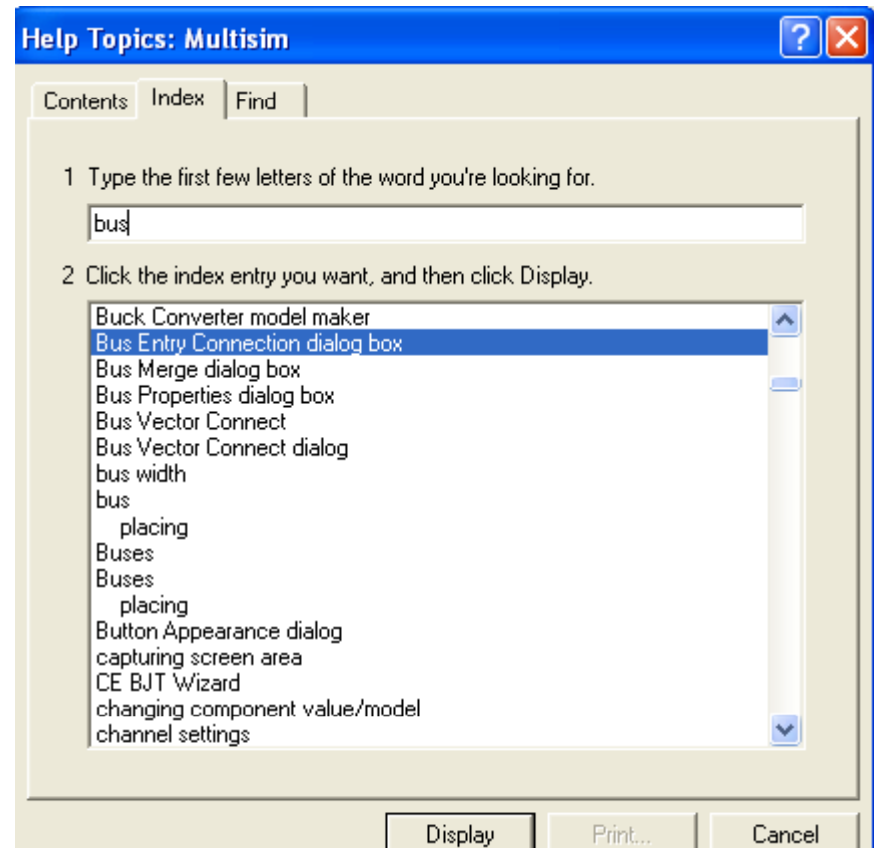 Help Topics: Multisim
Contents Index Find
1 Type the first few letters of the word you're looking for.
bus
2 Click the index entry you want, and then click Display.
Buck Converter model maker
Bus Entry Connection dialog box
Bus Merge dialog box
Bus Properties dialog box
Bus Vector Connect
Bus Vector Connect dialog
bus width
bus
placing
Buses
Buses
placing
Button Appearance dialog
capturing screen area
CE BJT Wizard
changing component value/model
channel settings
Display Print... Cancel